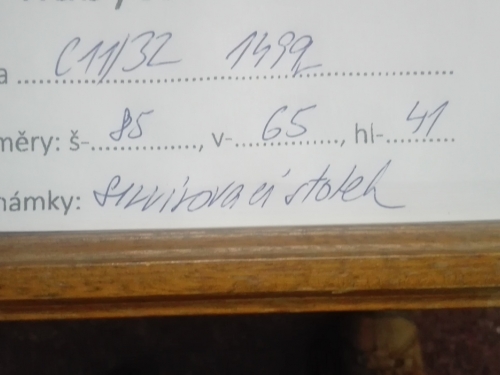 a C11/32 1499
měry: š- 85, v- 65, hl- 41
námky: servírovací stolek